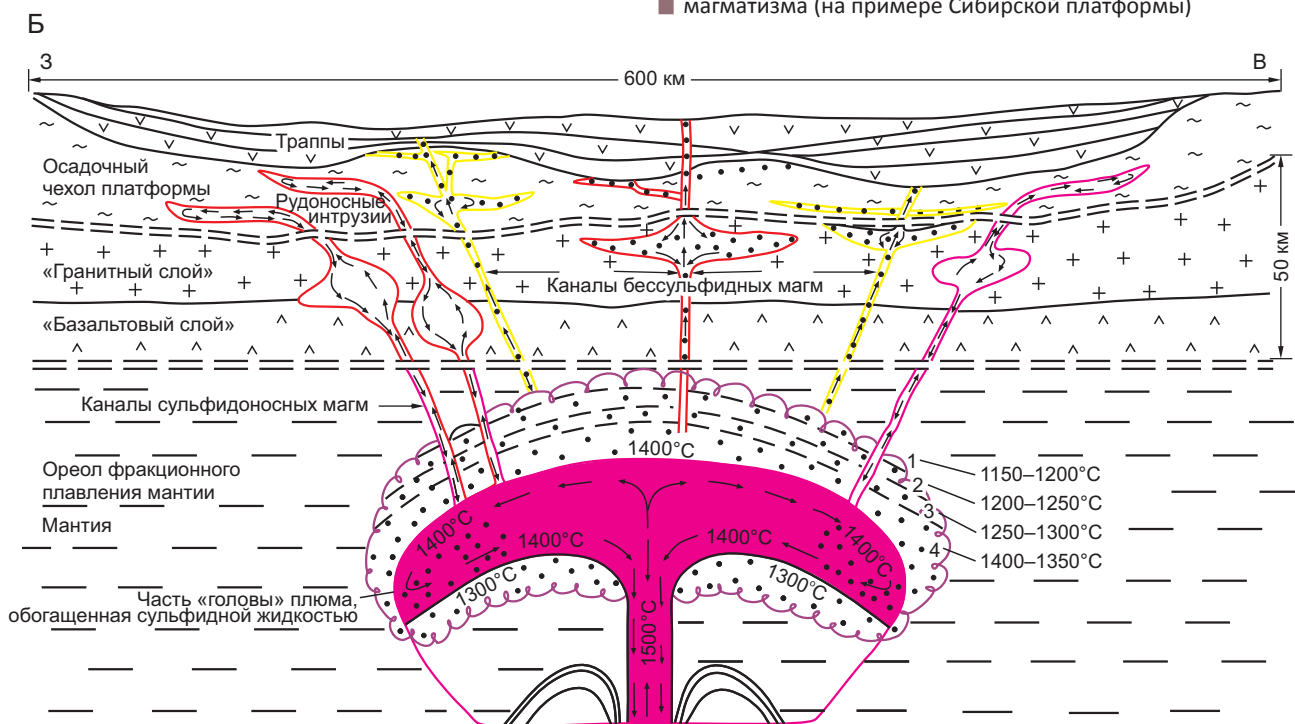 магматизма (на примере Сибирской платформы)
Б
З
В
600 км
Траппы
Осадочный
чехол платформы
Рудоносные
интрузии
50 км
«Гранитный слой»
Каналы бессульфидных магм
«Базальтовый слой»
Каналы сульфидоносных магм
1400°С
1
1150–1200°С
Ореол фракционного
плавления мантии
2
1200–1250°С
Мантия
3
1250–1300°С
1400°С
1400°С
1400°С
1400°С
4
1400–1350°С
1300°С
1300°С
Часть «головы» плюма,
обогащенная сульфидной жидкостью
1500°С